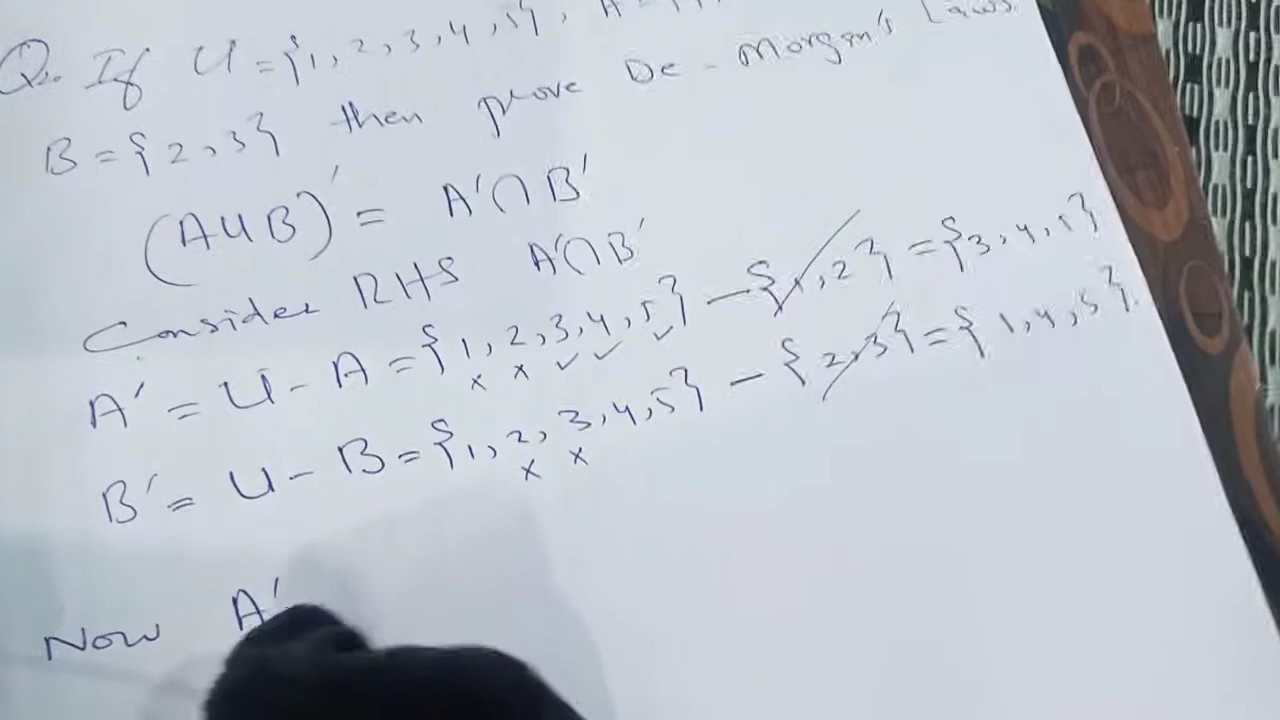 Q. If U = {1, 2, 3, 4, 5}, A =
B = {2, 3} then prove De-Morgan's Laws
(A∪B)' = A'∩B'
Consider RHS A'∩B'
A' = U - A = {1, 2, 3, 4, 5} - {1, 2} = {3, 4, 5}
x x ✓ ✓ ✓
B' = U - B = {1, 2, 3, 4, 5} - {2, 3} = {1, 4, 5}.
x x
Now A'